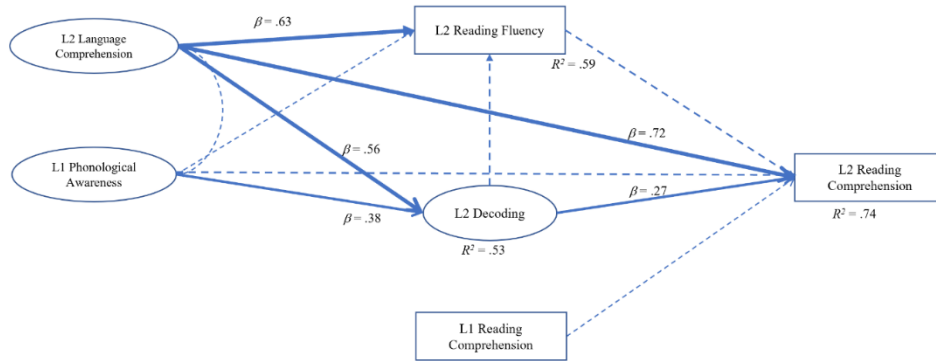 β = .63
L2 Language
Comprehension
L2 Reading Fluency
R² = .59
β = .56
β = .72
L1 Phonological
Awareness
β = .38
L2 Decoding
R² = .53
β = .27
L2 Reading
Comprehension
R² = .74
L1 Reading
Comprehension